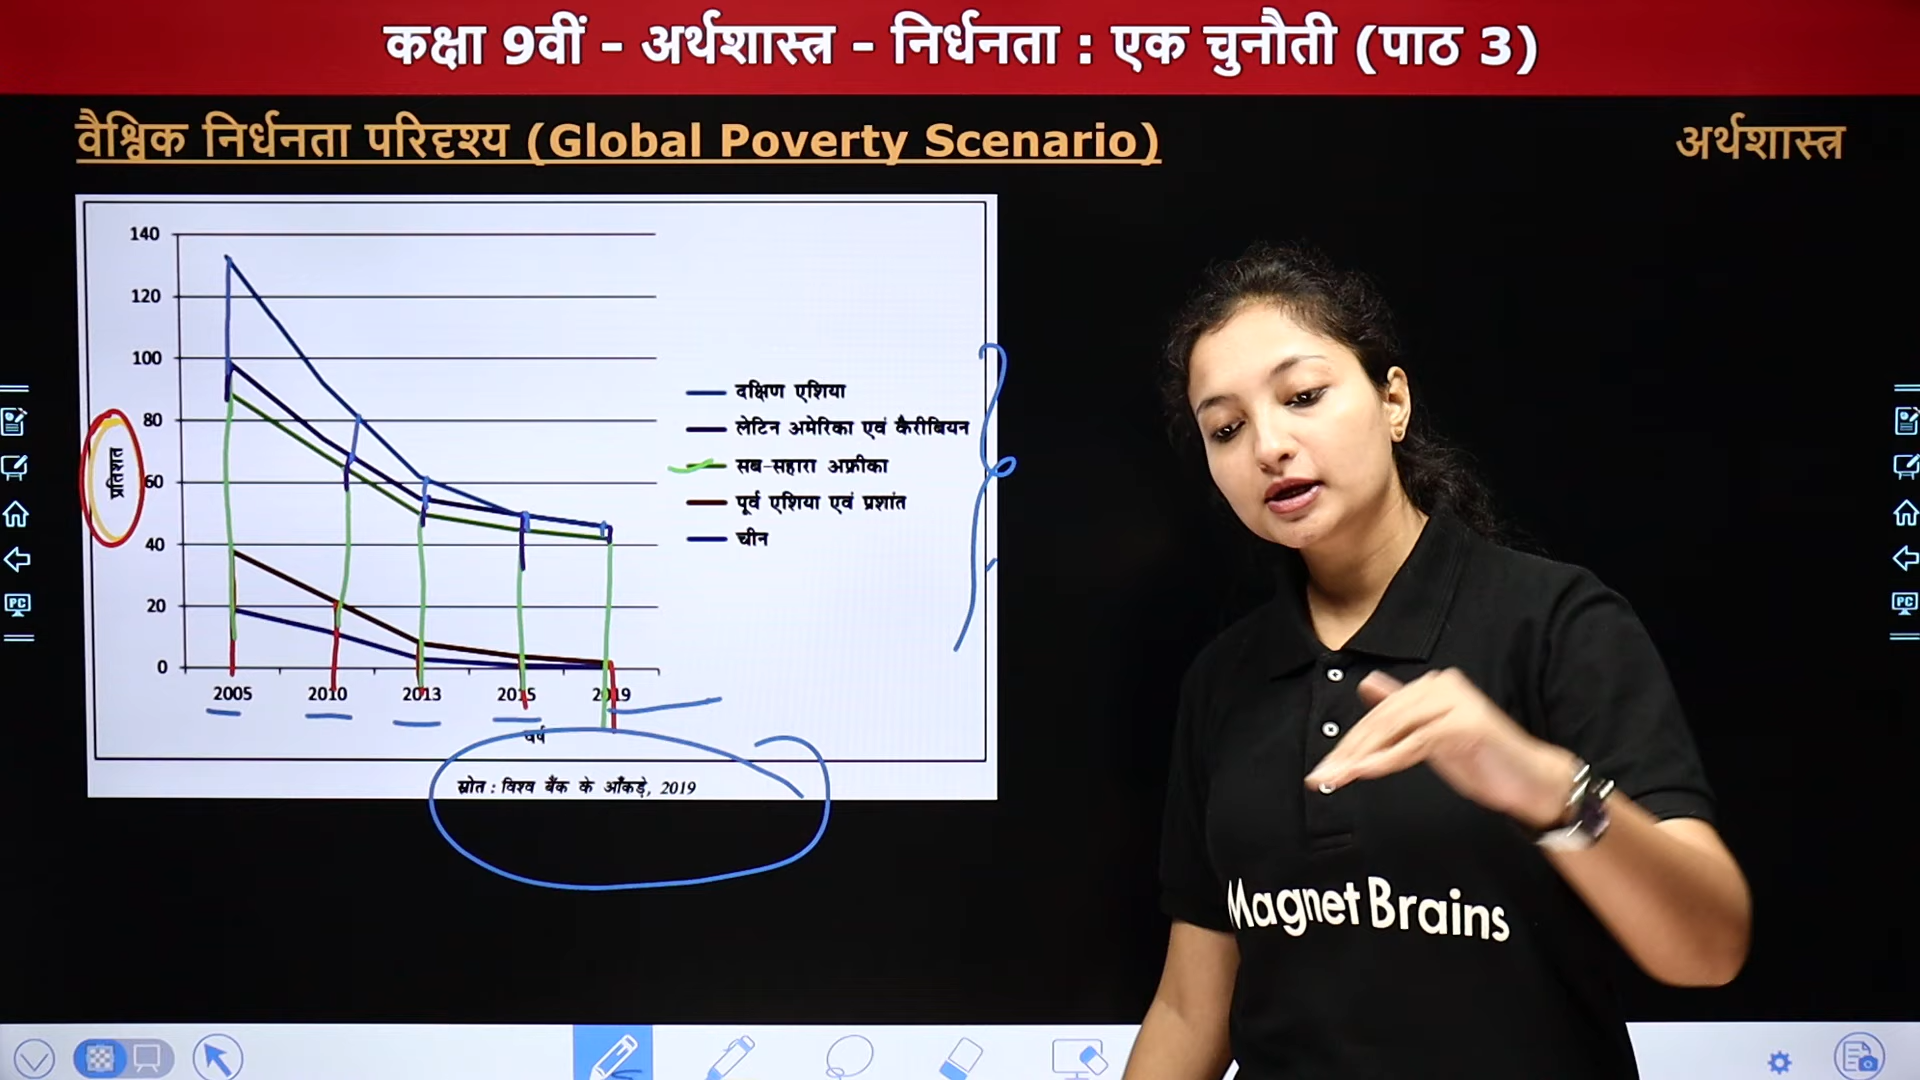 कक्षा 9वीं - अर्थशास्त्र - निर्धनता : एक चुनौती (पाठ 3)
वैश्विक निर्धनता परिदृश्य (Global Poverty Scenario)
अर्थशास्त्र
140
120
100
80
60
40
20
0
प्रतिशत
2005 2010 2013 2015 2019
वर्ष
दक्षिण एशिया
लेटिन अमेरिका एवं कैरीबियन
सब-सहारा अफ्रीका
पूर्व एशिया एवं प्रशांत
चीन
स्रोत : विश्व बैंक के आँकड़े, 2019
Magnet Brains
PC
PC